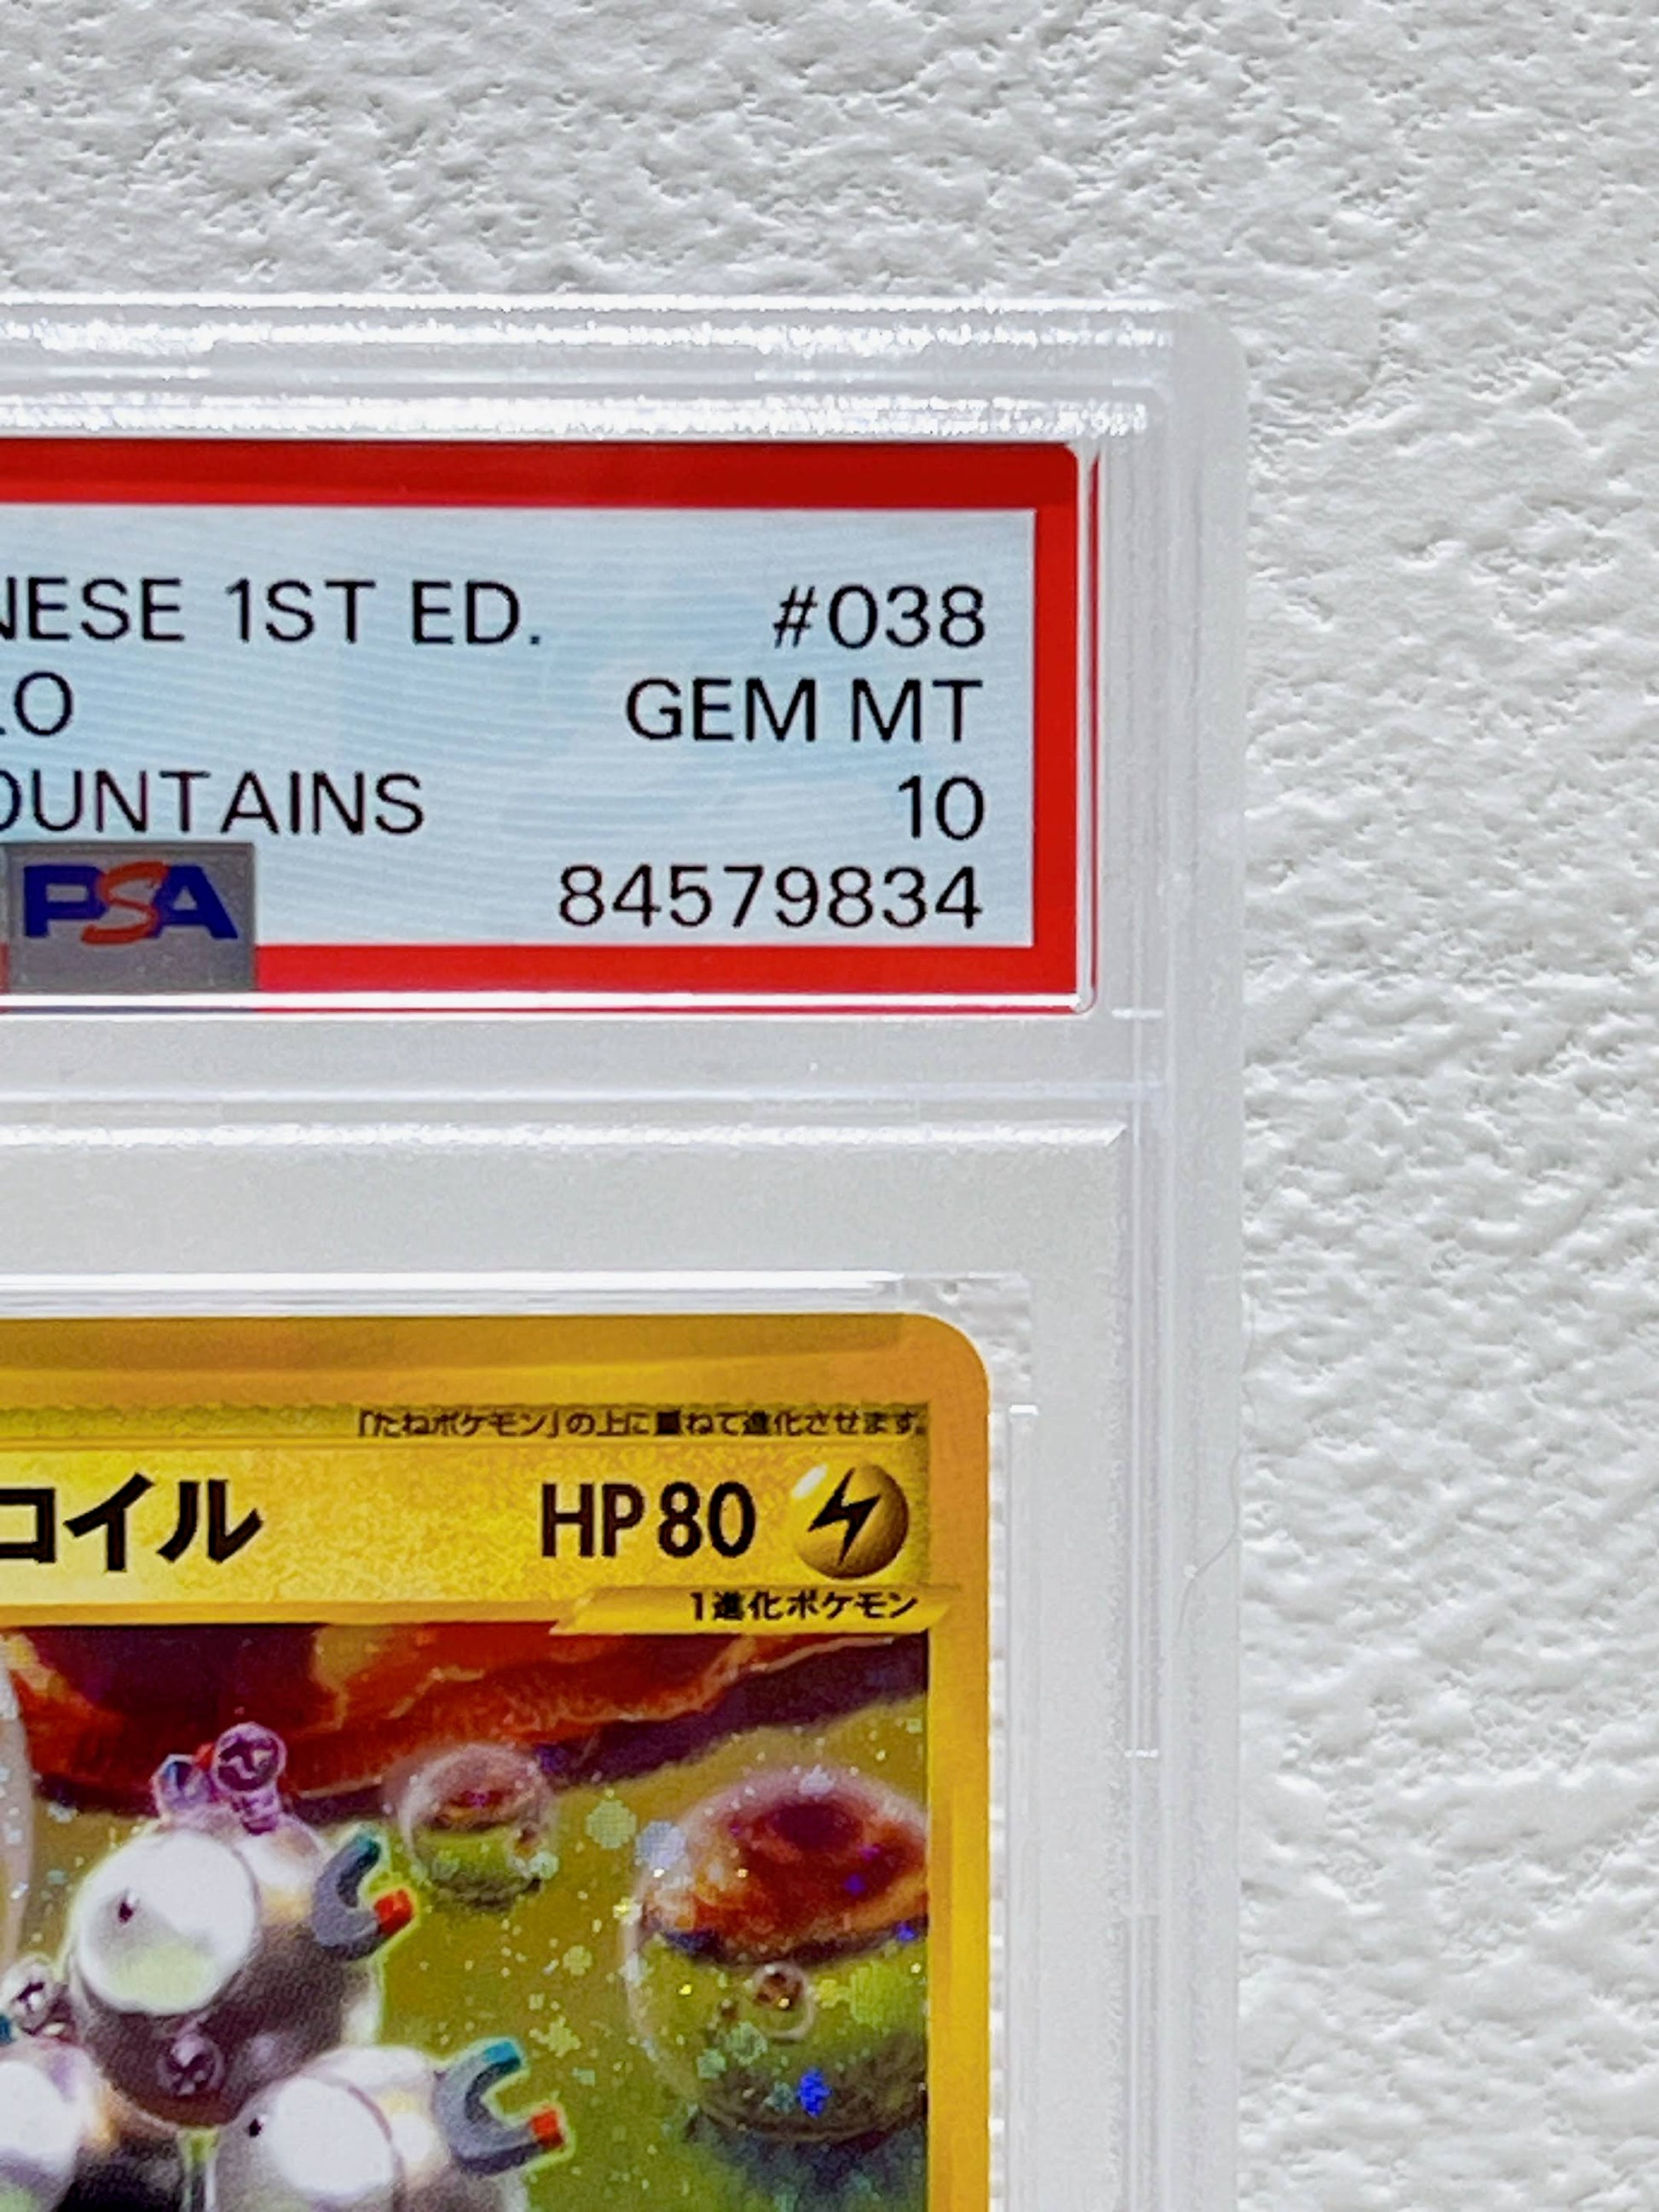 NESE 1ST ED. #038
LO GEM MT
OUNTAINS 10
PSA 84579834
「たねポケモン」の上に重ねて進化させます。
コイル HP80
1進化ポケモン